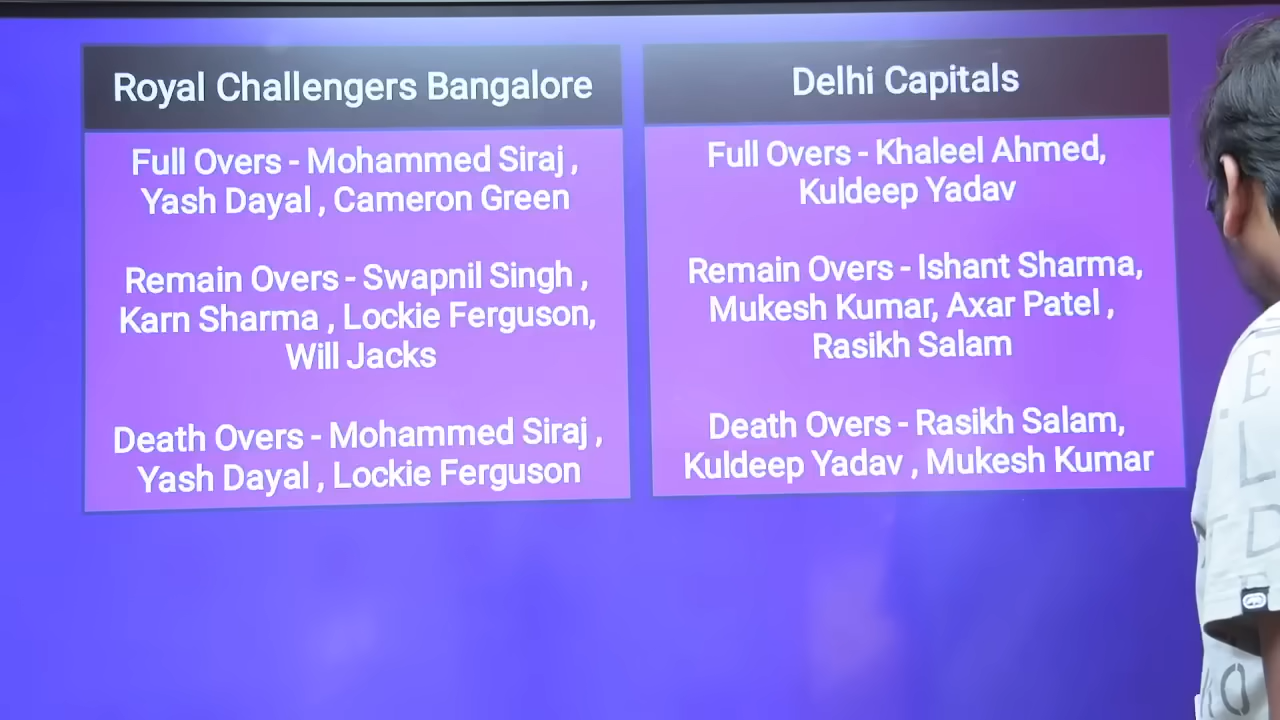 Royal Challengers Bangalore
Full Overs - Mohammed Siraj ,
Yash Dayal , Cameron Green
Remain Overs - Swapnil Singh ,
Karn Sharma , Lockie Ferguson,
Will Jacks
Death Overs - Mohammed Siraj ,
Yash Dayal , Lockie Ferguson
Delhi Capitals
Full Overs - Khaleel Ahmed,
Kuldeep Yadav
Remain Overs - Ishant Sharma,
Mukesh Kumar, Axar Patel ,
Rasikh Salam
Death Overs - Rasikh Salam,
Kuldeep Yadav , Mukesh Kumar